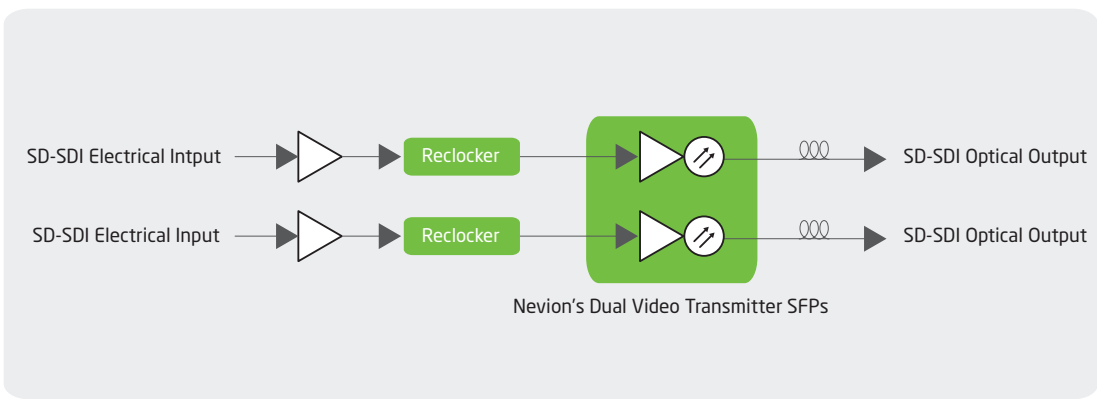 SD-SDI Electrical Intput
Reclocker
SD-SDI Optical Output
SD-SDI Electrical Input
Reclocker
SD-SDI Optical Output
Nevion's Dual Video Transmitter SFPs